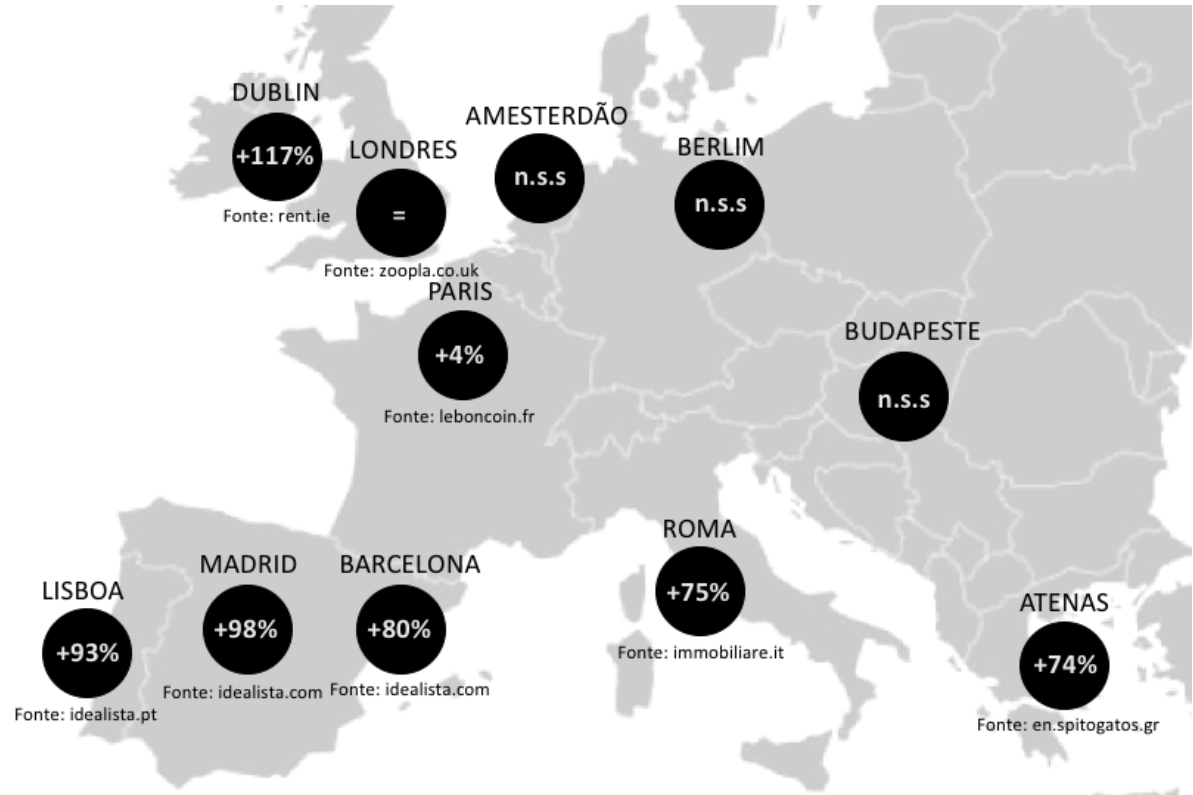 DUBLIN
+117%
Fonte: rent.ie
LONDRES
=
Fonte: zoopla.co.uk
AMESTERDÃO
n.s.s
BERLIM
n.s.s
PARIS
+4%
Fonte: leboncoin.fr
BUDAPESTE
n.s.s
LISBOA
+93%
Fonte: idealista.pt
MADRID
+98%
Fonte: idealista.com
BARCELONA
+80%
Fonte: idealista.com
ROMA
+75%
Fonte: immobiliare.it
ATENAS
+74%
Fonte: en.spitogatos.gr